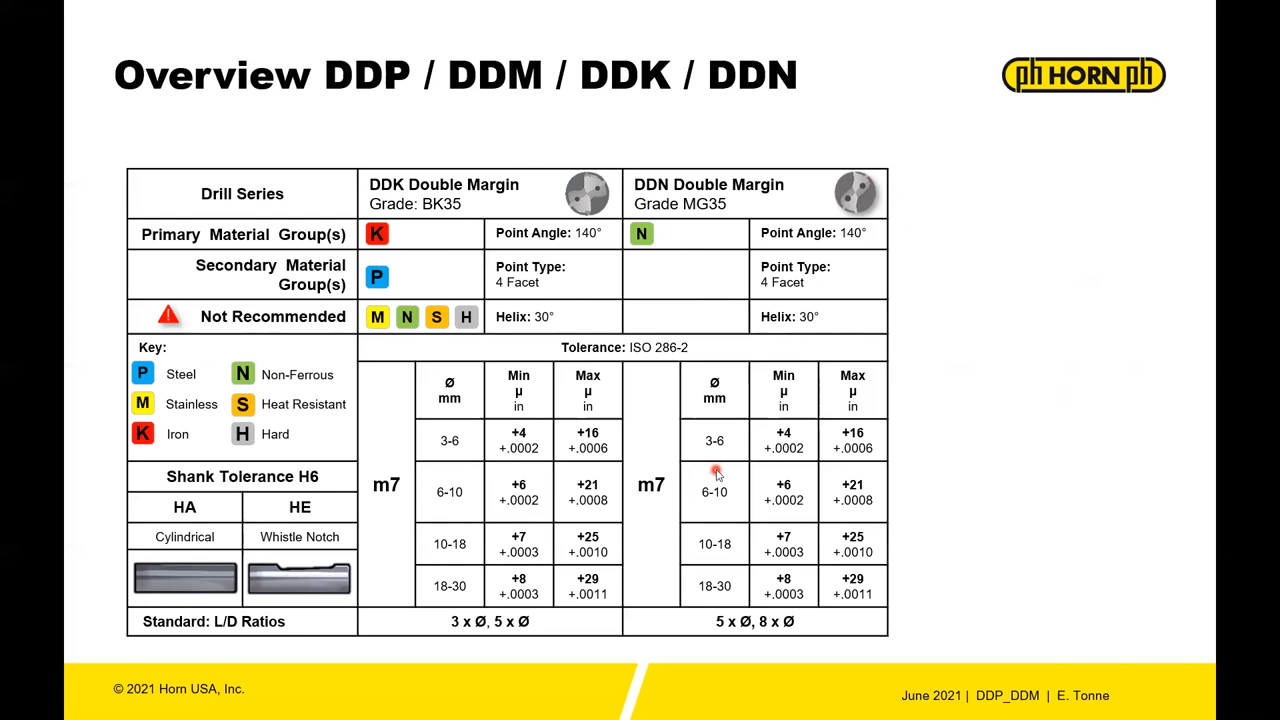 Overview DDP / DDM / DDK / DDN
ph HORN ph
Drill Series
DDK Double Margin
Grade: BK35
DDN Double Margin
Grade MG35
Primary Material Group(s)
K
Point Angle: 140°
N
Point Angle: 140°
Secondary Material
Group(s)
P
Point Type:
4 Facet
Point Type:
4 Facet
Not Recommended
M N S H
Helix: 30°
Helix: 30°
Key:
P Steel
N Non-Ferrous
M Stainless
S Heat Resistant
K Iron
H Hard
Tolerance: ISO 286-2
m7
Ø
mm
Min
µ
in
Max
µ
in
3-6
+4
+.0002
+16
+.0006
6-10
+6
+.0002
+21
+.0008
10-18
+7
+.0003
+25
+.0010
18-30
+8
+.0003
+29
+.0011
m7
Ø
mm
Min
µ
in
Max
µ
in
3-6
+4
+.0002
+16
+.0006
6-10
+6
+.0002
+21
+.0008
10-18
+7
+.0003
+25
+.0010
18-30
+8
+.0003
+29
+.0011
Shank Tolerance H6
HA
HE
Cylindrical
Whistle Notch
Standard: L/D Ratios
3 x Ø, 5 x Ø
5 x Ø, 8 x Ø
© 2021 Horn USA, Inc.
June 2021 | DDP_DDM | E. Tonne